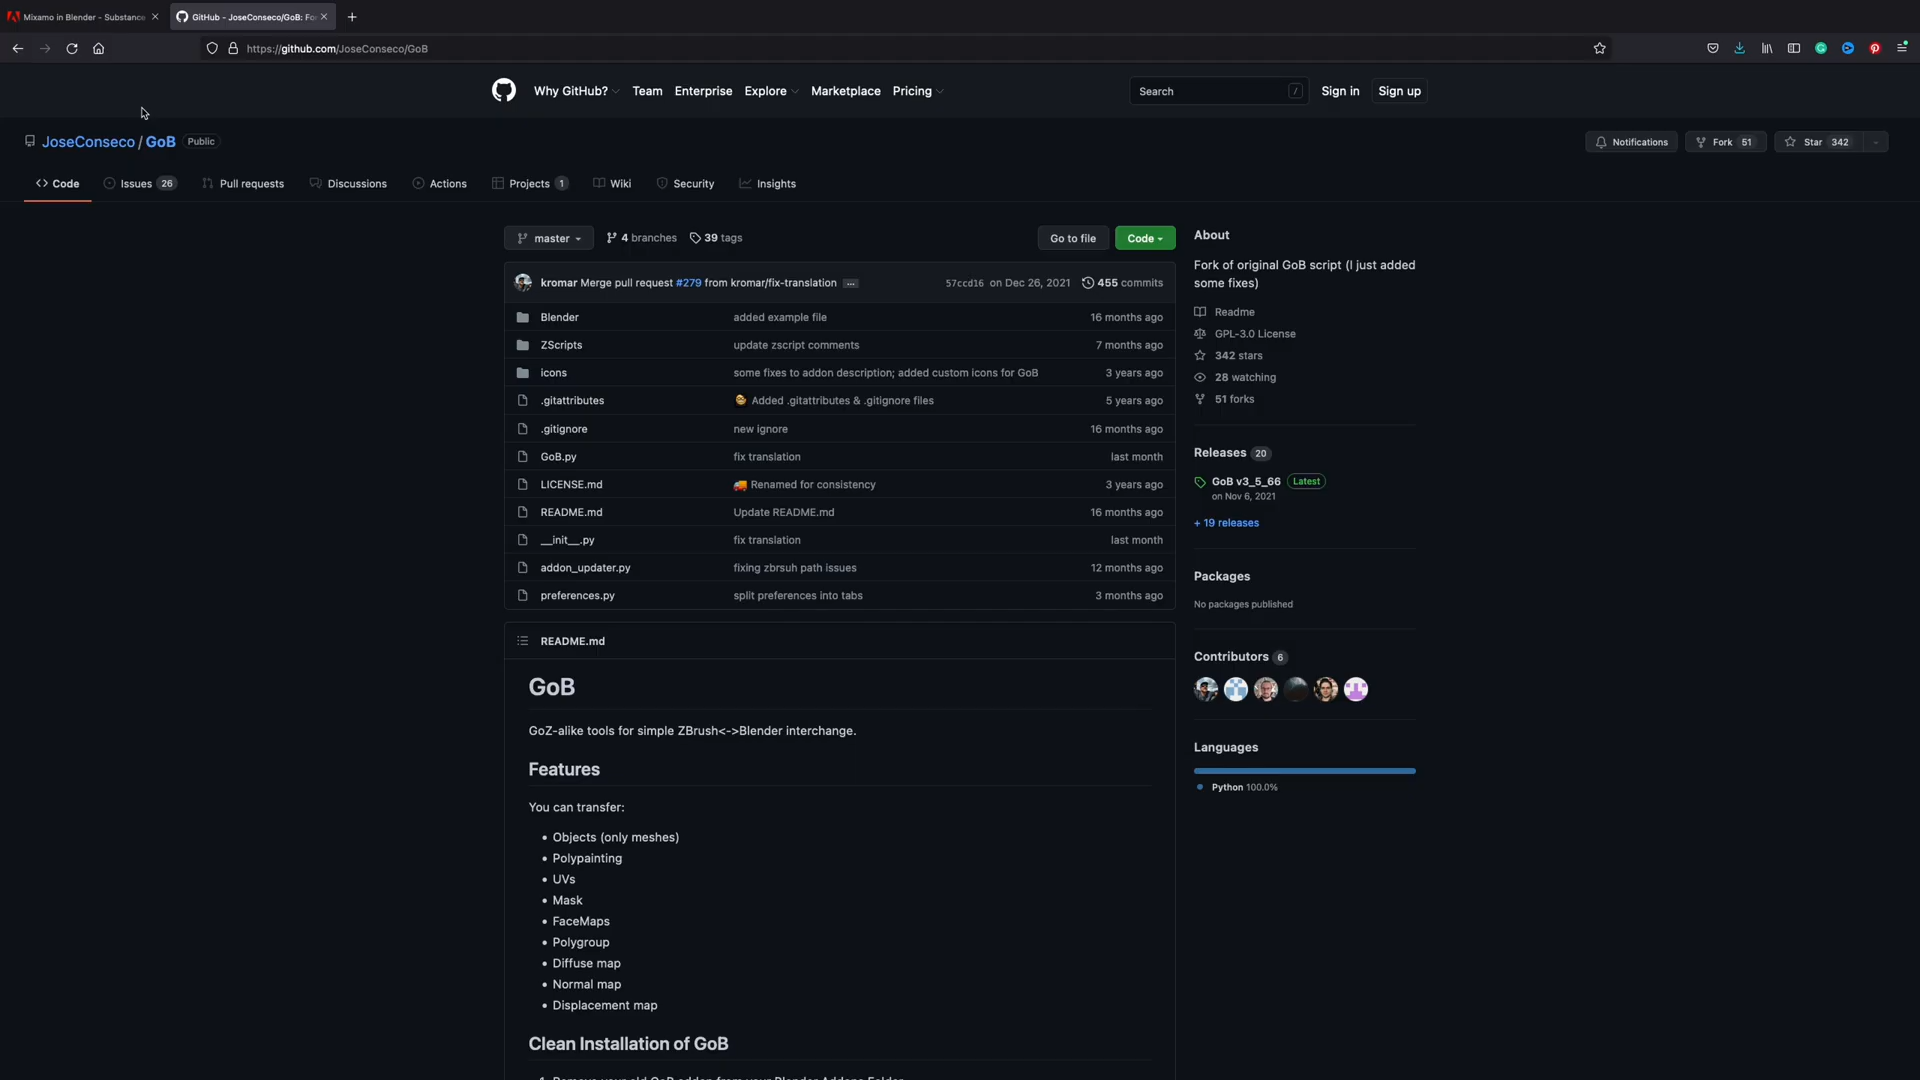 Mixamo in Blender - Substance
GitHub - JoseConseco/GoB: Fo
https://github.com/JoseConseco/GoB
Why GitHub?
Team
Enterprise
Explore
Marketplace
Pricing
Search
/
Sign in
Sign up
JoseConseco / GoB
Public
Notifications
Fork 51
Star 342
Code
Issues 26
Pull requests
Discussions
Actions
Projects 1
Wiki
Security
Insights
master
4 branches
39 tags
Go to file
Code
kromar Merge pull request #279 from kromar/fix-translation ...
57ccd16 on Dec 26, 2021
455 commits
Blender added example file 16 months ago
ZScripts update zscript comments 7 months ago
icons some fixes to addon description; added custom icons for GoB 3 years ago
.gitattributes Added .gitattributes & .gitignore files 5 years ago
.gitignore new ignore 16 months ago
GoB.py fix translation last month
LICENSE.md 🚚 Renamed for consistency 3 years ago
README.md Update README.md 16 months ago
__init__.py fix translation last month
addon_updater.py fixing zbrsuh path issues 12 months ago
preferences.py split preferences into tabs 3 months ago
README.md
GoB
GoZ-alike tools for simple ZBrush<->Blender interchange.
Features
You can transfer:
• Objects (only meshes)
• Polypainting
• UVs
• Mask
• FaceMaps
• Polygroup
• Diffuse map
• Normal map
• Displacement map
Clean Installation of GoB
About
Fork of original GoB script (I just added
some fixes)
Readme
GPL-3.0 License
342 stars
28 watching
51 forks
Releases 20
GoB v3_5_66 Latest
on Nov 6, 2021
+ 19 releases
Packages
No packages published
Contributors 6
Languages
Python 100.0%